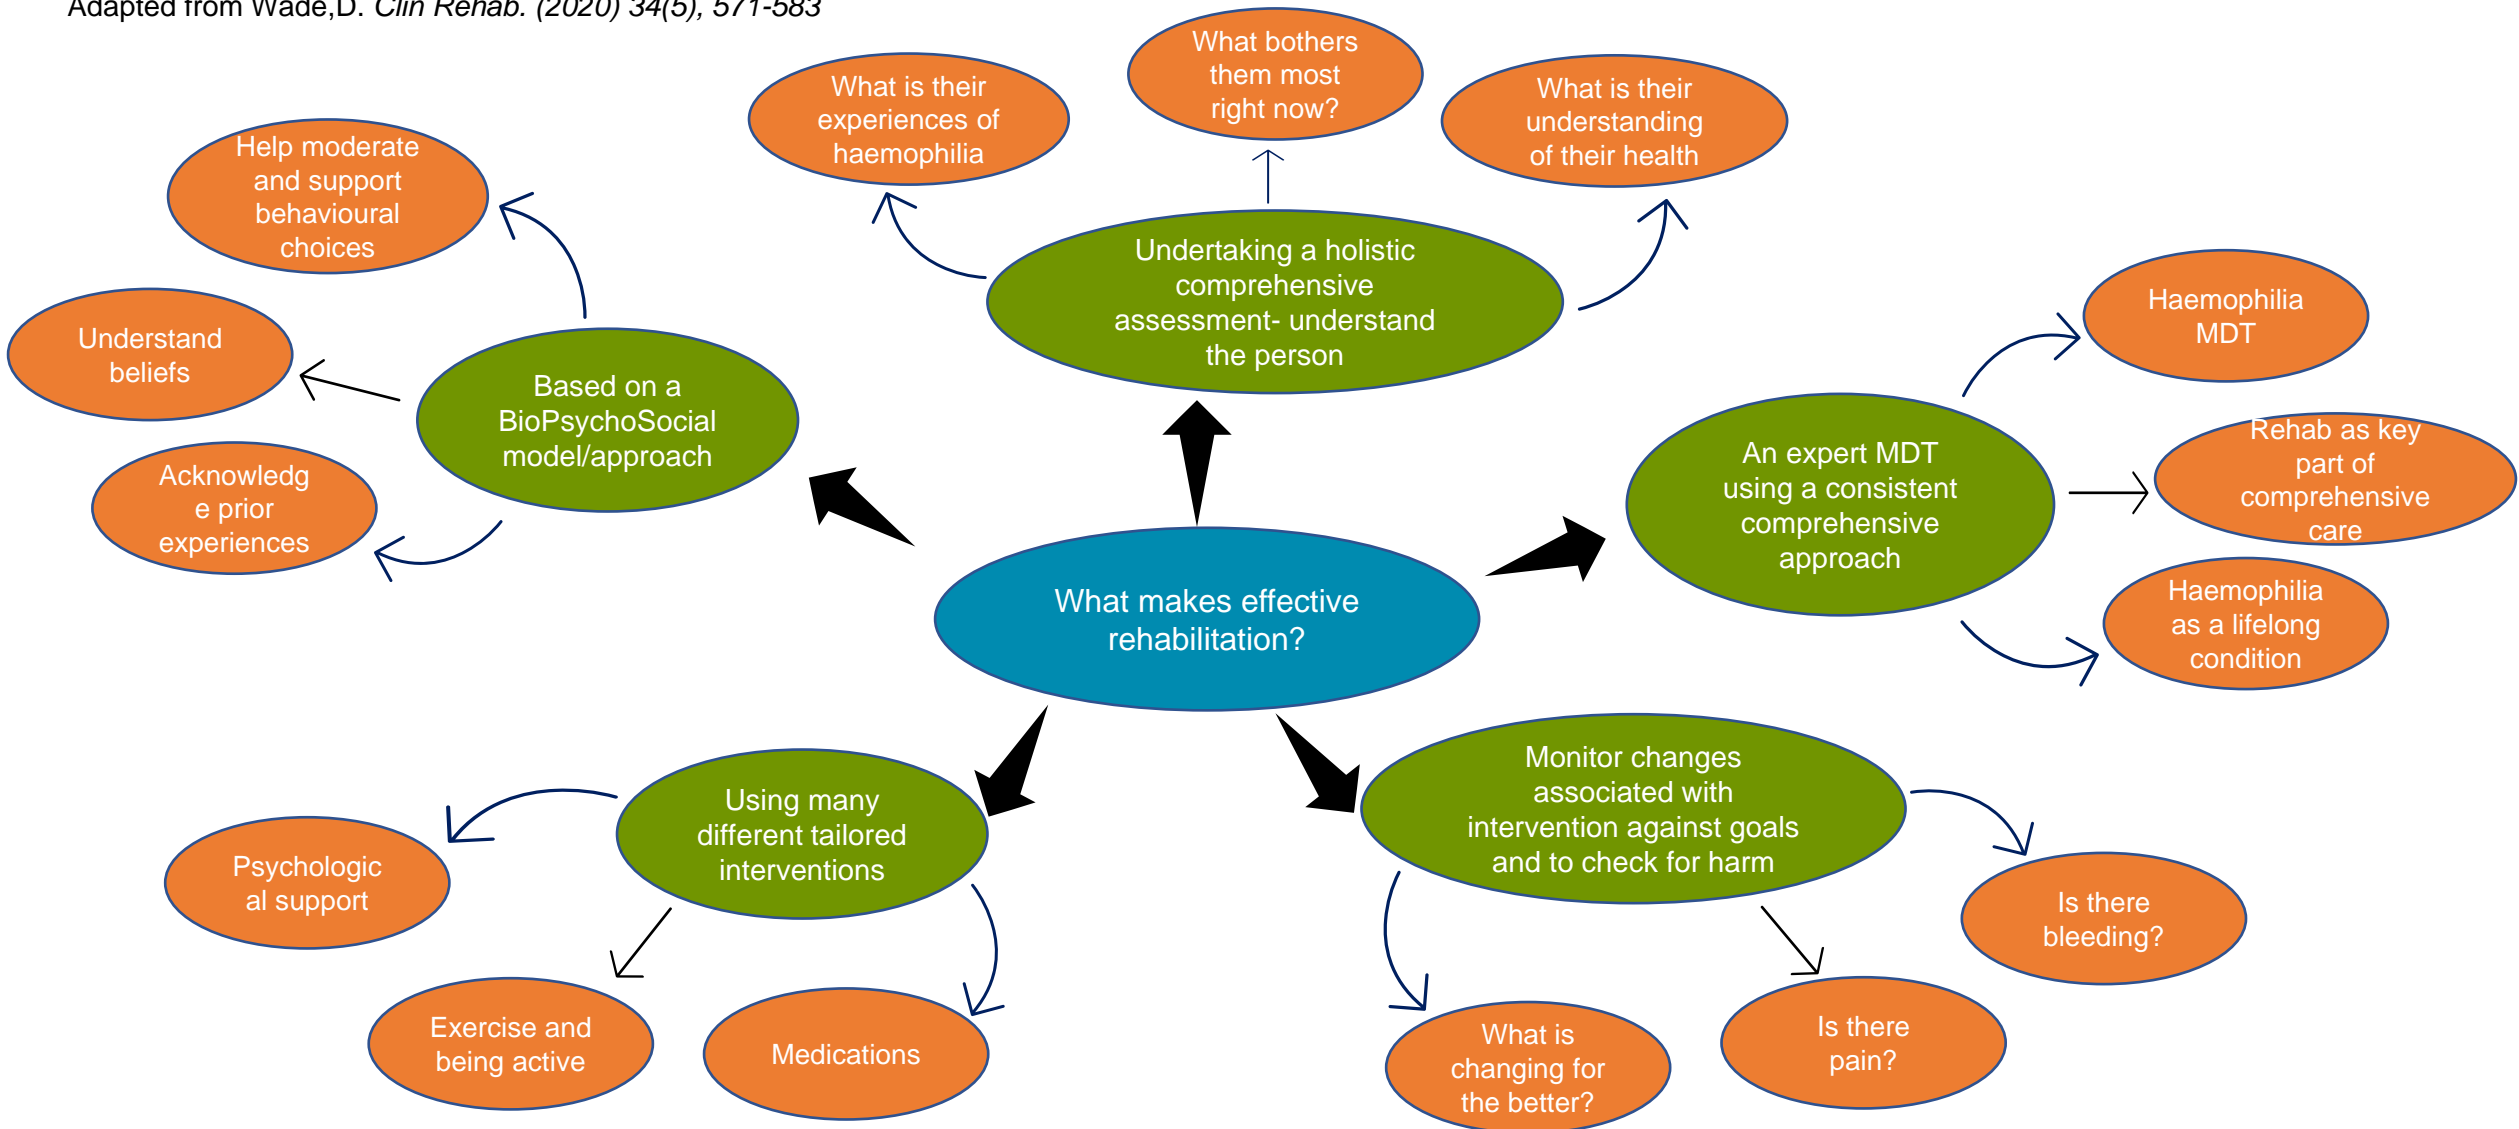 Adapted from Wade,D. Clin Rehab. (2020) 34(5), 571-583
What bothers
them most
right now?
What is their
experiences of
haemophilia
What is their
understanding
of their health
Help moderate
and support
behavioural
choices
Undertaking a holistic
comprehensive
assessment- understand
the person
Haemophilia
MDT
Understand
beliefs
Based on a
BioPsychoSocial
model/approach
An expert MDT
using a consistent
comprehensive
approach
Rehab as key
part of
comprehensive
care
Acknowledg
e prior
experiences
What makes effective
rehabilitation?
Haemophilia
as a lifelong
condition
Using many
different tailored
interventions
Monitor changes
associated with
intervention against goals
and to check for harm
Psychologic
al support
Is there
bleeding?
Exercise and
being active
Medications
What is
changing for
the better?
Is there
pain?